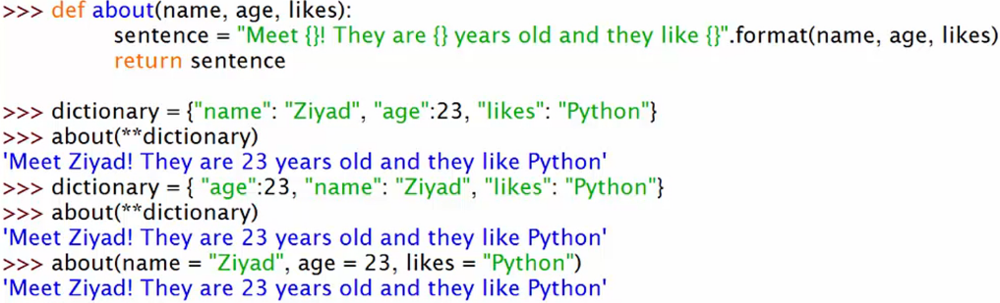 >>> def about(name, age, likes):
            sentence = "Meet {}! They are {} years old and they like {}".format(name, age, likes)
            return sentence

>>> dictionary = {"name": "Ziyad", "age":23, "likes": "Python"}
>>> about(**dictionary)
'Meet Ziyad! They are 23 years old and they like Python'
>>> dictionary = { "age":23, "name": "Ziyad", "likes": "Python"}
>>> about(**dictionary)
'Meet Ziyad! They are 23 years old and they like Python'
>>> about(name = "Ziyad", age = 23, likes = "Python")
'Meet Ziyad! They are 23 years old and they like Python'